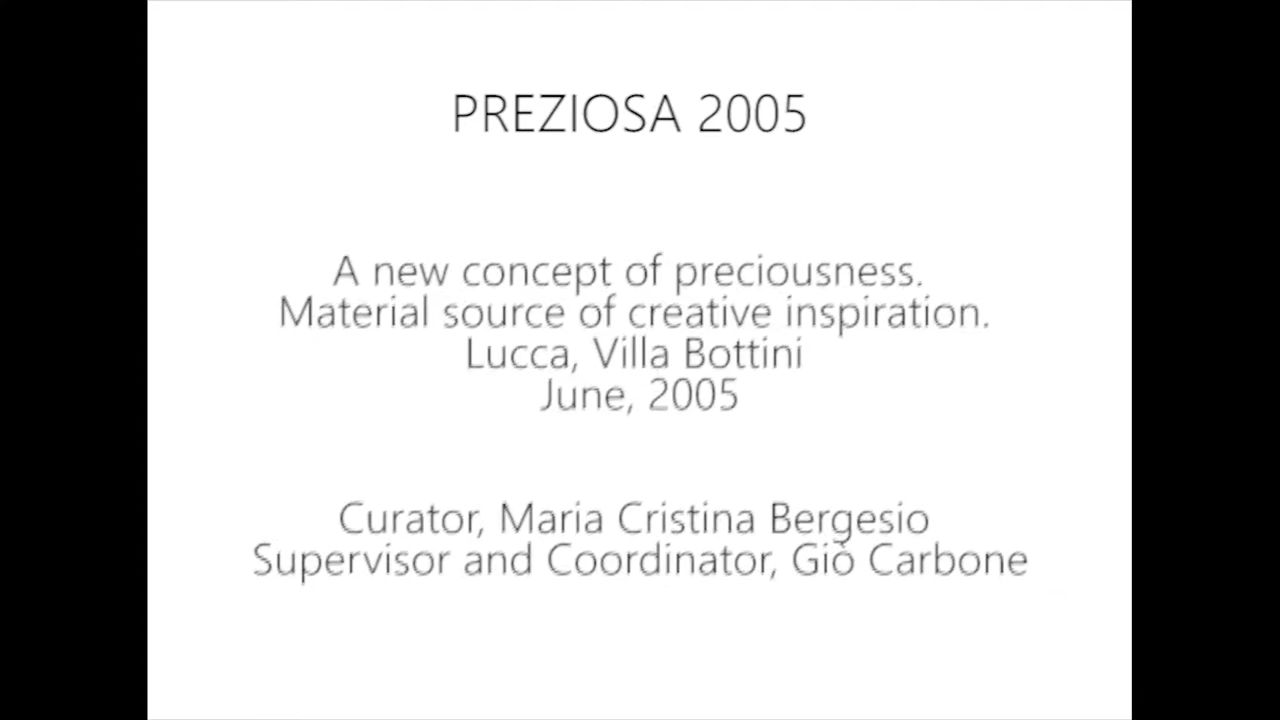 PREZIOSA 2005
A new concept of preciousness.
Material source of creative inspiration.
Lucca, Villa Bottini
June, 2005
Curator, Maria Cristina Bergesio
Supervisor and Coordinator, Giò Carbone